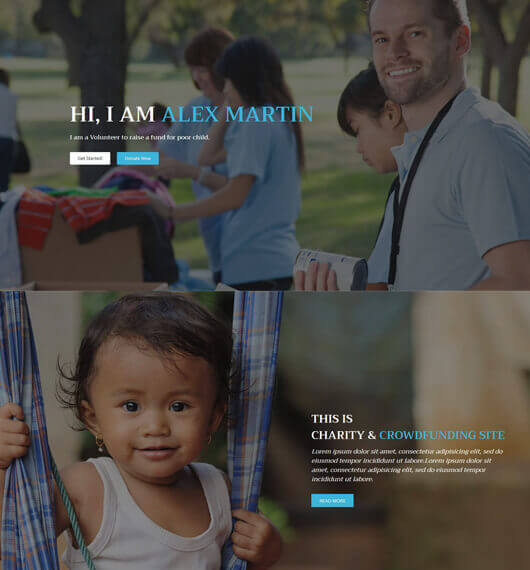 HI, I AM ALEX MARTIN
I am a Volunteer to raise a fund for poor child.
Get Started! Donate Now
THIS IS
CHARITY & CROWDFUNDING SITE
Lorem ipsum dolor sit amet, consectetur adipisicing elit, sed do
eiusmod tempor incididunt ut labore.Lorem ipsum dolor sit
amet, consectetur adipisicing elit, sed do eiusmod tempor
incididunt ut labore.
READ MORE